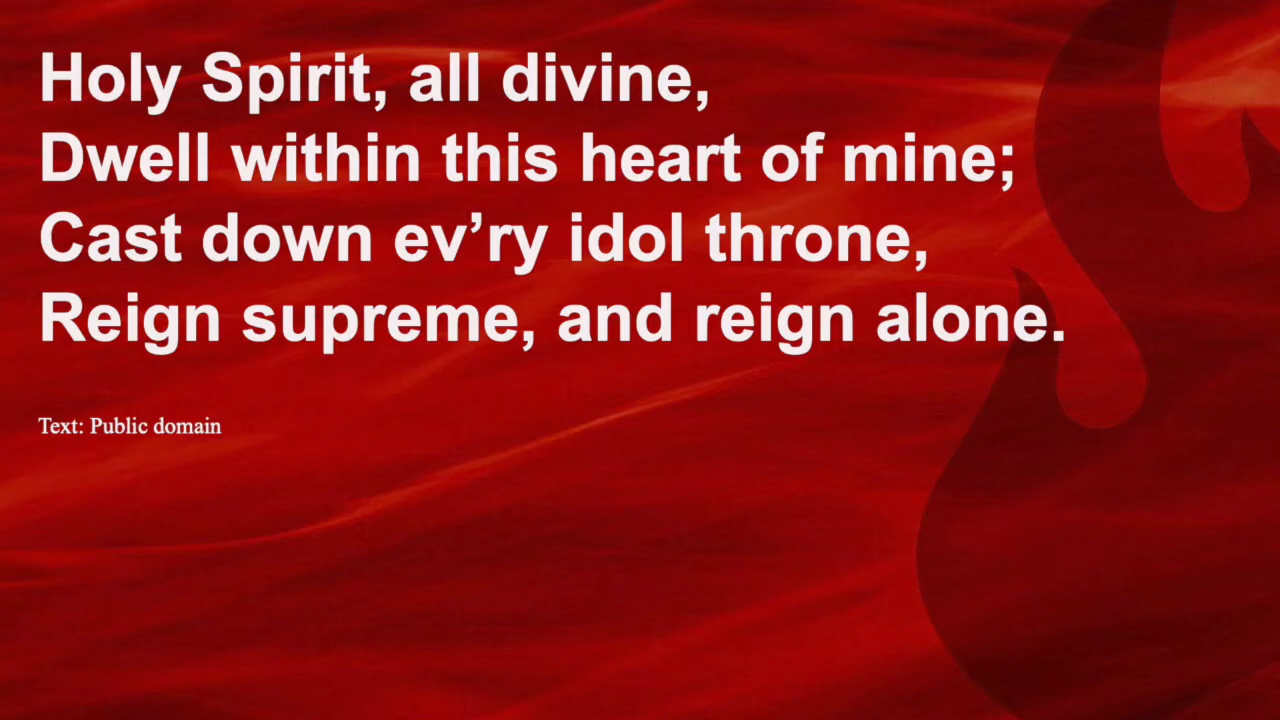 Holy Spirit, all divine,
Dwell within this heart of mine;
Cast down ev’ry idol throne,
Reign supreme, and reign alone.
Text: Public domain